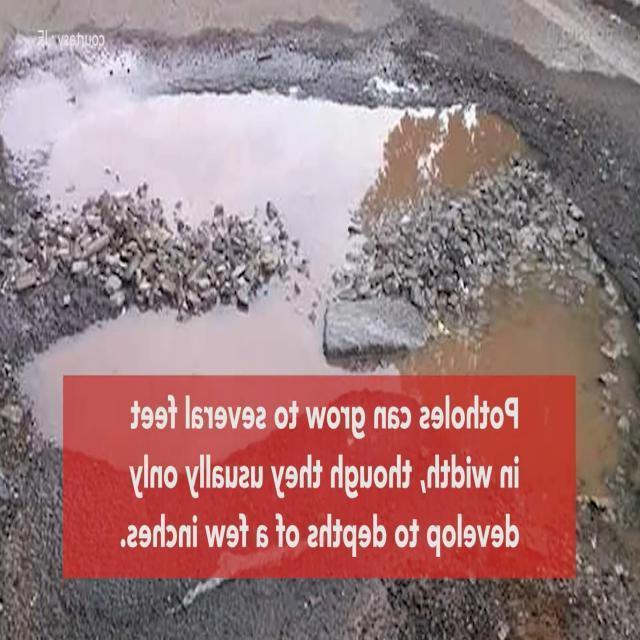 courtesy: IE
Potholes can grow to several feet
in width, though they usually only
develop to depths of a few inches.